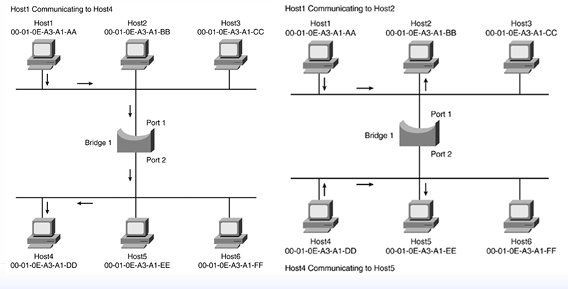 Host1 Communicating to Host4
Host1
00-01-0E-A3-A1-AA
Host2
00-01-0E-A3-A1-BB
Host3
00-01-0E-A3-A1-CC
Port 1
Bridge 1
Port 2
Host4
00-01-0E-A3-A1-DD
Host5
00-01-0E-A3-A1-EE
Host6
00-01-0E-A3-A1-FF
Host1 Communicating to Host2
Host1
00-01-0E-A3-A1-AA
Host2
00-01-0E-A3-A1-BB
Host3
00-01-0E-A3-A1-CC
Port 1
Bridge 1
Port 2
Host4
00-01-0E-A3-A1-DD
Host5
00-01-0E-A3-A1-EE
Host6
00-01-0E-A3-A1-FF
Host4 Communicating to Host5